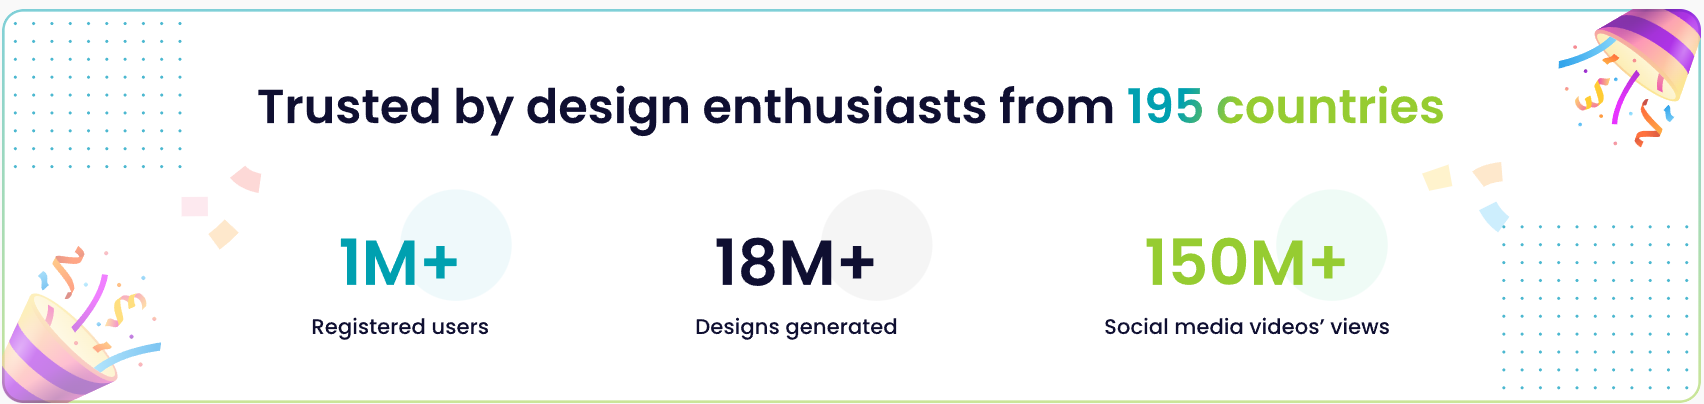 Trusted by design enthusiasts from 195 countries
1M+
Registered users
18M+
Designs generated
150M+
Social media videos’ views